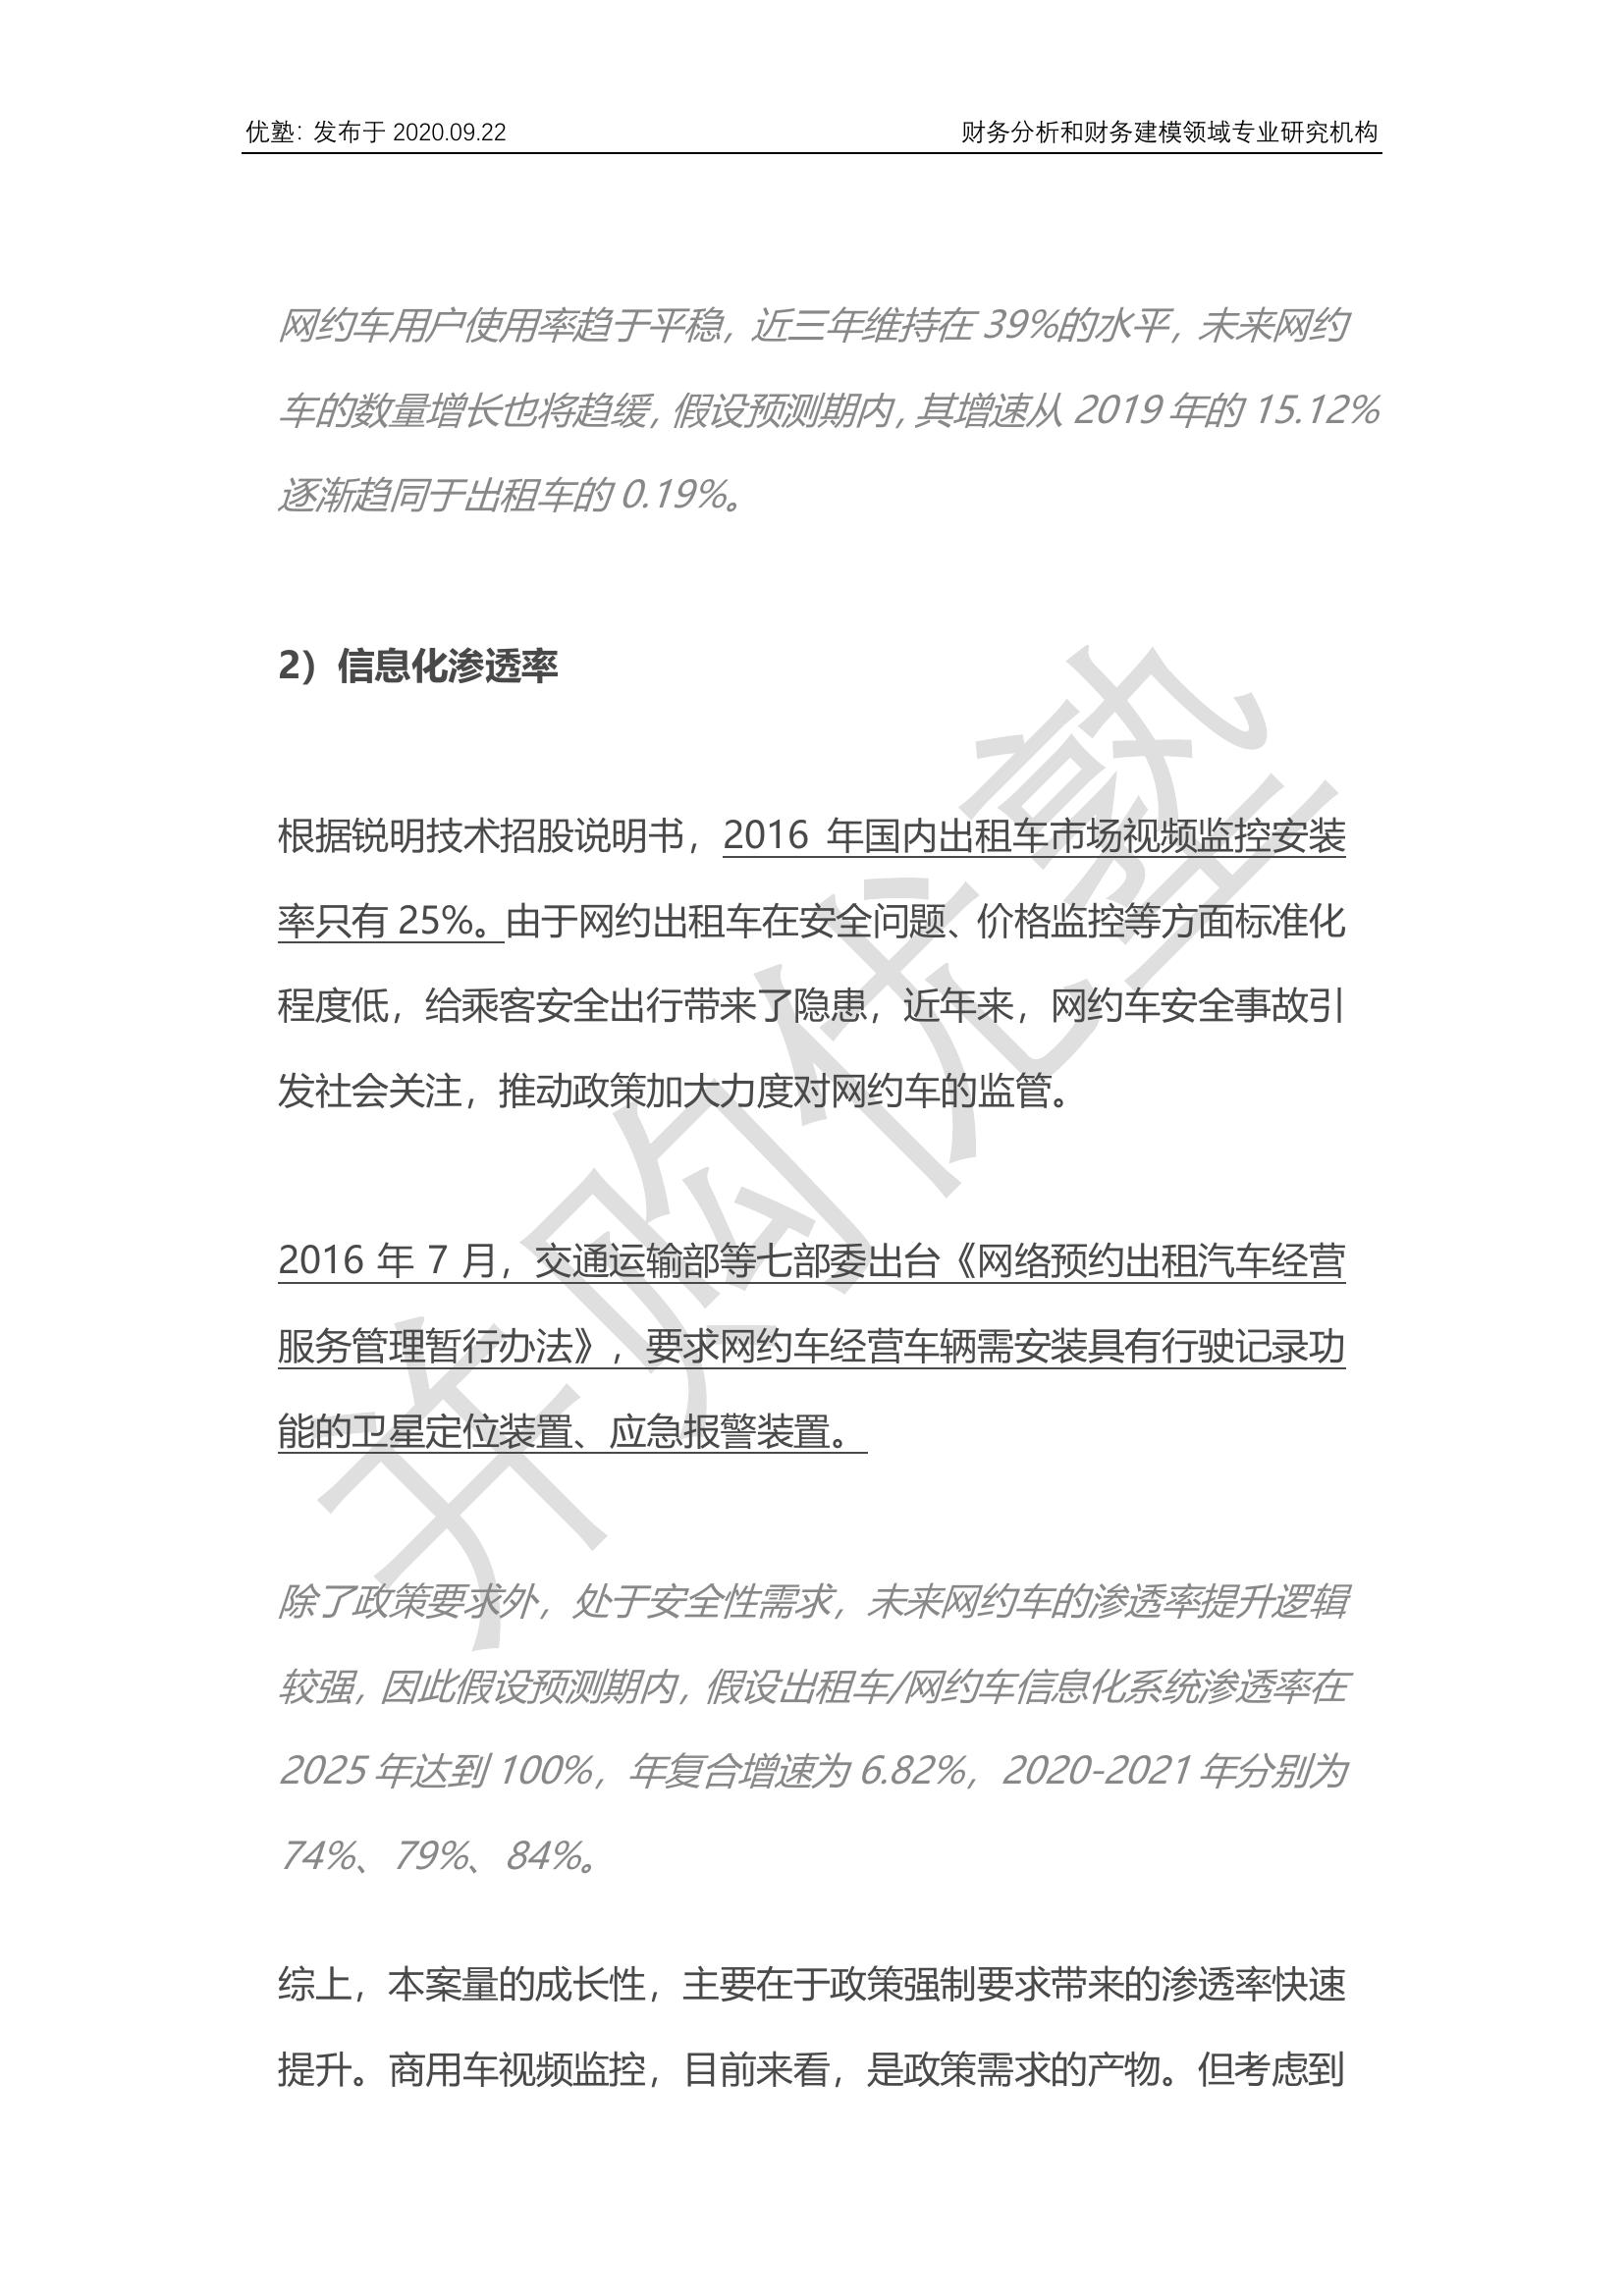 优塾：发布于 2020.09.22 财务分析和财务建模领域专业研究机构
网约车用户使用率趋于平稳，近三年维持在 39%的水平，未来网约
车的数量增长也将趋缓，假设预测期内，其增速从 2019 年的 15.12%
逐渐趋同于出租车的 0.19%。
2）信息化渗透率
根据锐明技术招股说明书，2016 年国内出租车市场视频监控安装
率只有 25%。由于网约出租车在安全问题、价格监控等方面标准化
程度低，给乘客安全出行带来了隐患，近年来，网约车安全事故引
发社会关注，推动政策加大力度对网约车的监管。
2016 年 7 月，交通运输部等七部委出台《网络预约出租汽车经营
服务管理暂行办法》，要求网约车经营车辆需安装具有行驶记录功
能的卫星定位装置、应急报警装置。
除了政策要求外，处于安全性需求，未来网约车的渗透率提升逻辑
较强，因此假设预测期内，假设出租车/网约车信息化系统渗透率在
2025 年达到 100%，年复合增速为 6.82%，2020-2021 年分别为
74%、79%、84%。
综上，本案量的成长性，主要在于政策强制要求带来的渗透率快速
提升。商用车视频监控，目前来看，是政策需求的产物。但考虑到
并购优塾